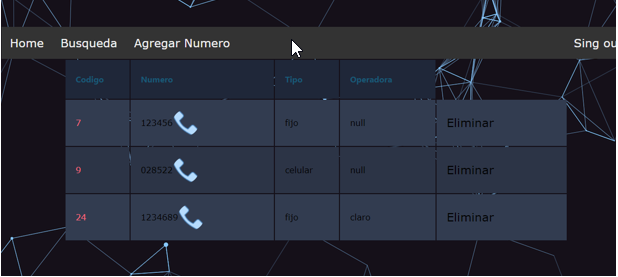 Home Busqueda Agregar Numero Sing ou
Codigo Numero Tipo Operadora
7 123456 fijo null Eliminar
9 028522 celular null Eliminar
24 1234689 fijo claro Eliminar